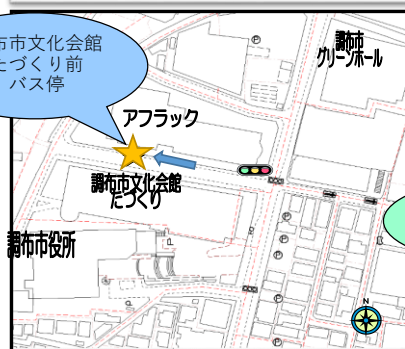 布市文化会館
たづくり前
バス停
調布市
グリーンホール
アフラック
調布市文化会館
たづくり
調布市役所
N